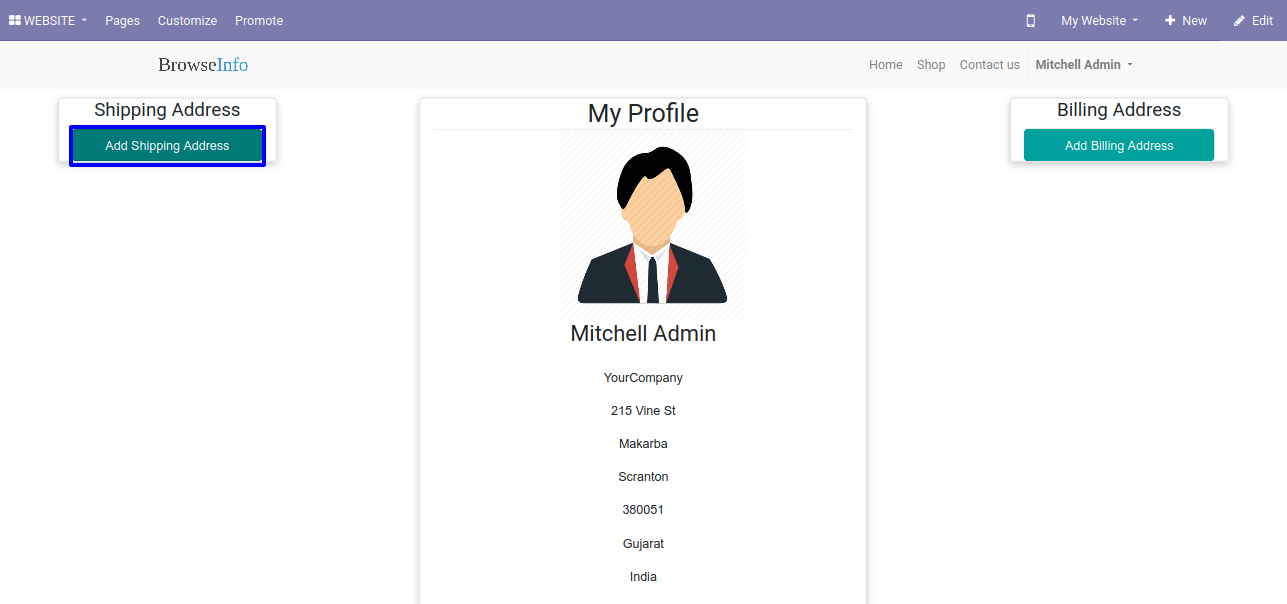 WEBSITE Pages Customize Promote My Website New Edit
BrowseInfo Home Shop Contact us Mitchell Admin
Shipping Address
Add Shipping Address
My Profile
Mitchell Admin
YourCompany
215 Vine St
Makarba
Scranton
380051
Gujarat
India
Billing Address
Add Billing Address